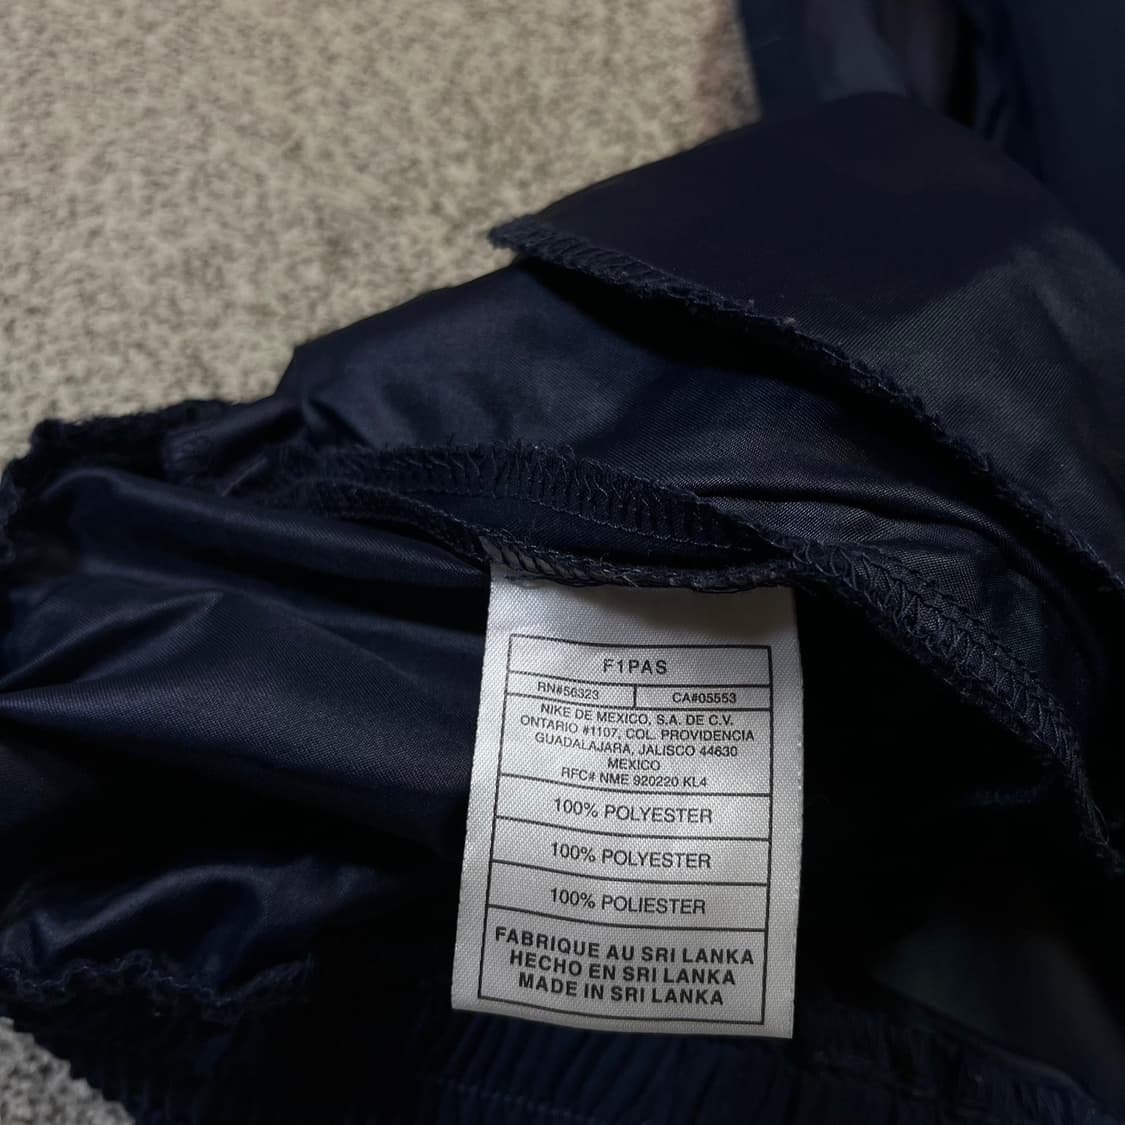 F1PAS
RN#56323 CA#05553
NIKE DE MEXICO, S.A. DE C.V.
ONTARIO #1107, COL. PROVIDENCIA
GUADALAJARA, JALISCO 44630
MEXICO
RFC# NME 920220 KL4
100% POLYESTER
100% POLYESTER
100% POLIESTER
FABRIQUE AU SRI LANKA
HECHO EN SRI LANKA
MADE IN SRI LANKA